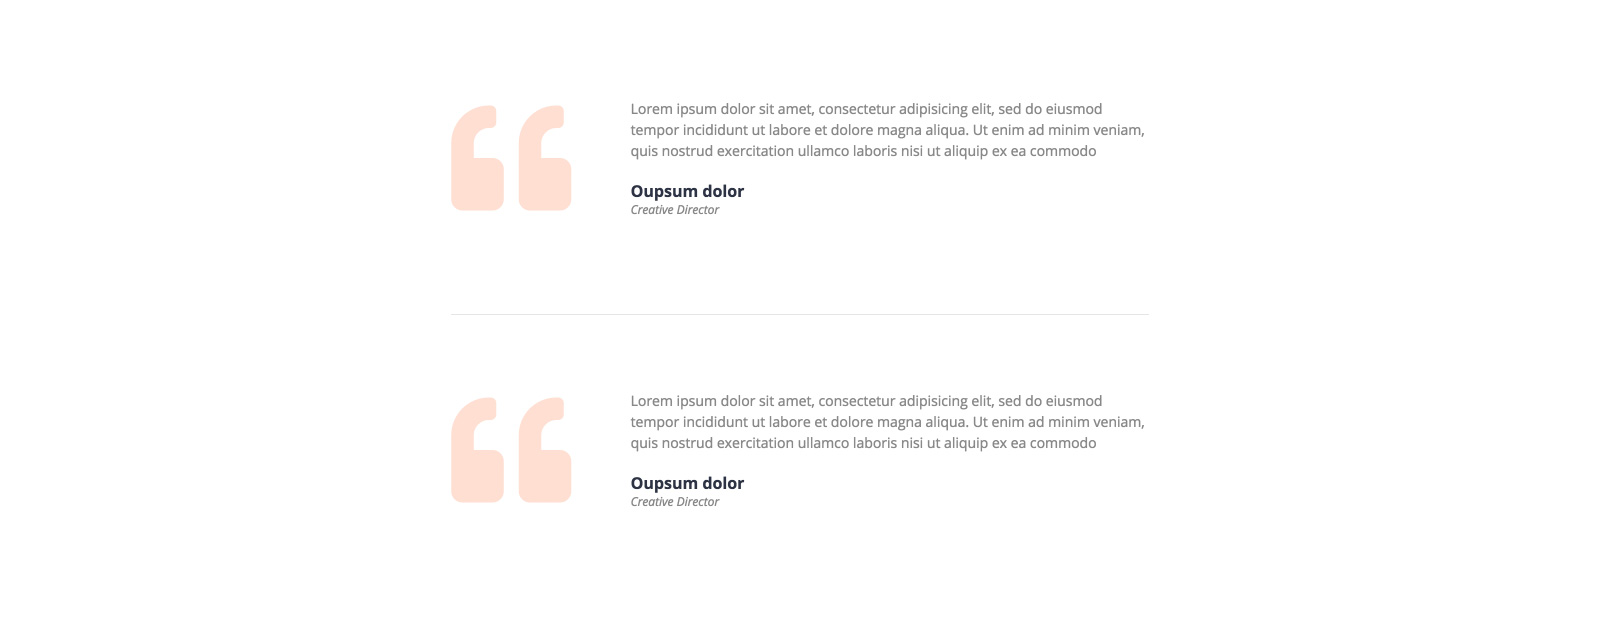 Lorem ipsum dolor sit amet, consectetur adipisicing elit, sed do eiusmod
tempor incididunt ut labore et dolore magna aliqua. Ut enim ad minim veniam,
quis nostrud exercitation ullamco laboris nisi ut aliquip ex ea commodo
Oupsum dolor
Creative Director
Lorem ipsum dolor sit amet, consectetur adipisicing elit, sed do eiusmod
tempor incididunt ut labore et dolore magna aliqua. Ut enim ad minim veniam,
quis nostrud exercitation ullamco laboris nisi ut aliquip ex ea commodo
Oupsum dolor
Creative Director